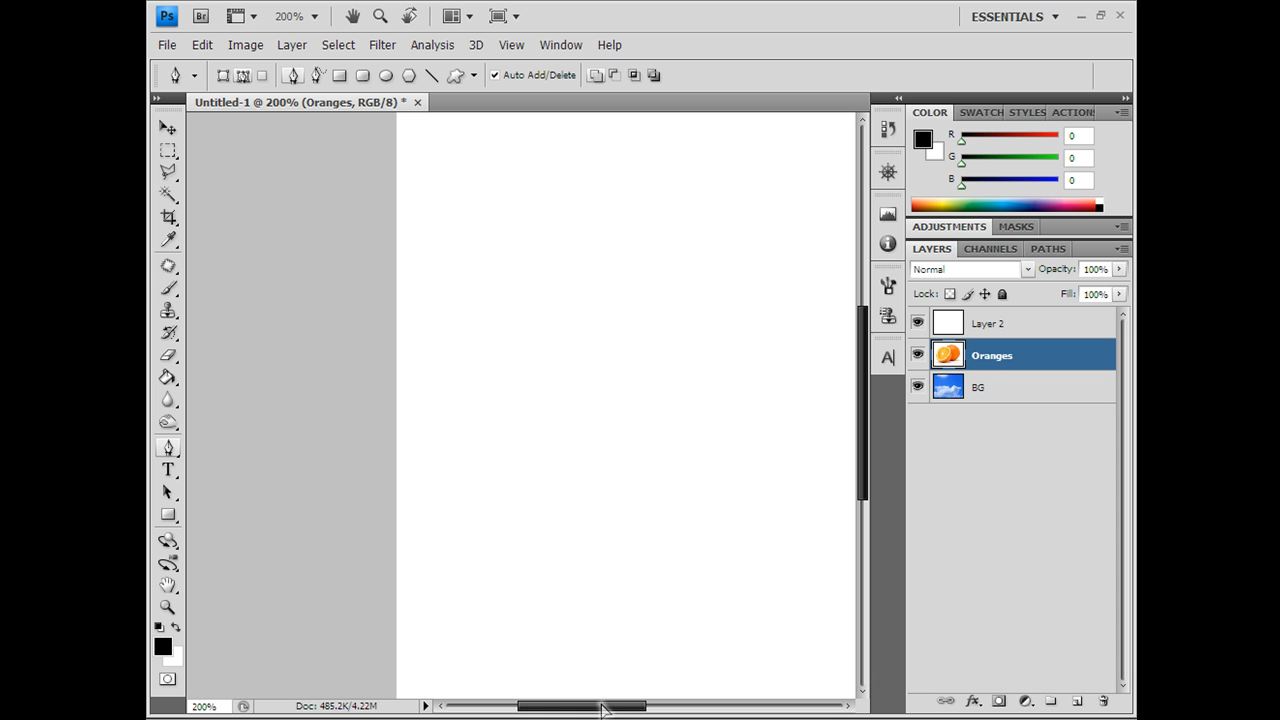 Ps Br 200% ESSENTIALS
File Edit Image Layer Select Filter Analysis 3D View Window Help
Auto Add/Delete
Untitled-1 @ 200% (Oranges, RGB/8) *
COLOR SWATCH STYLES ACTION
R 0
G 0
B 0
ADJUSTMENTS MASKS
LAYERS CHANNELS PATHS
Normal Opacity: 100%
Lock: Fill: 100%
Layer 2
Oranges
BG
A
T
fx
200% Doc: 485.2K/4.22M